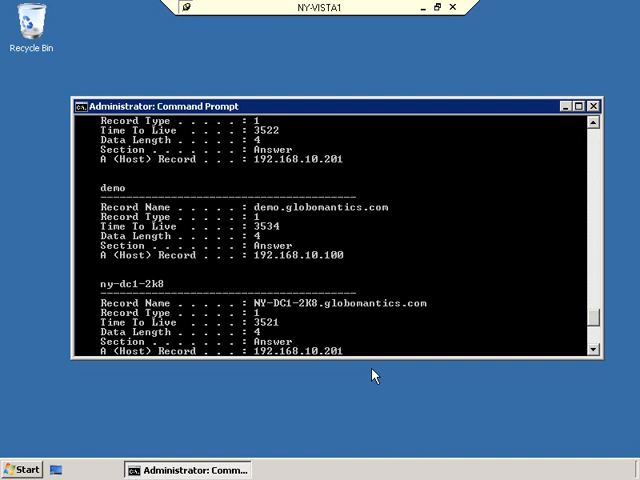 NY-VISTA1
Recycle Bin
Administrator: Command Prompt
Record Type . . . . . : 1
Time To Live  . . . . : 3522
Data Length . . . . . : 4
Section . . . . . . . : Answer
A (Host) Record . . . : 192.168.10.201
demo
----------------------------------------
Record Name . . . . . : demo.globomantics.com
Record Type . . . . . : 1
Time To Live  . . . . : 3534
Data Length . . . . . : 4
Section . . . . . . . : Answer
A (Host) Record . . . : 192.168.10.100
ny-dc1-2k8
----------------------------------------
Record Name . . . . . : NY-DC1-2K8.globomantics.com
Record Type . . . . . : 1
Time To Live  . . . . : 3521
Data Length . . . . . : 4
Section . . . . . . . : Answer
A (Host) Record . . . : 192.168.10.201
Start
Administrator: Comm...